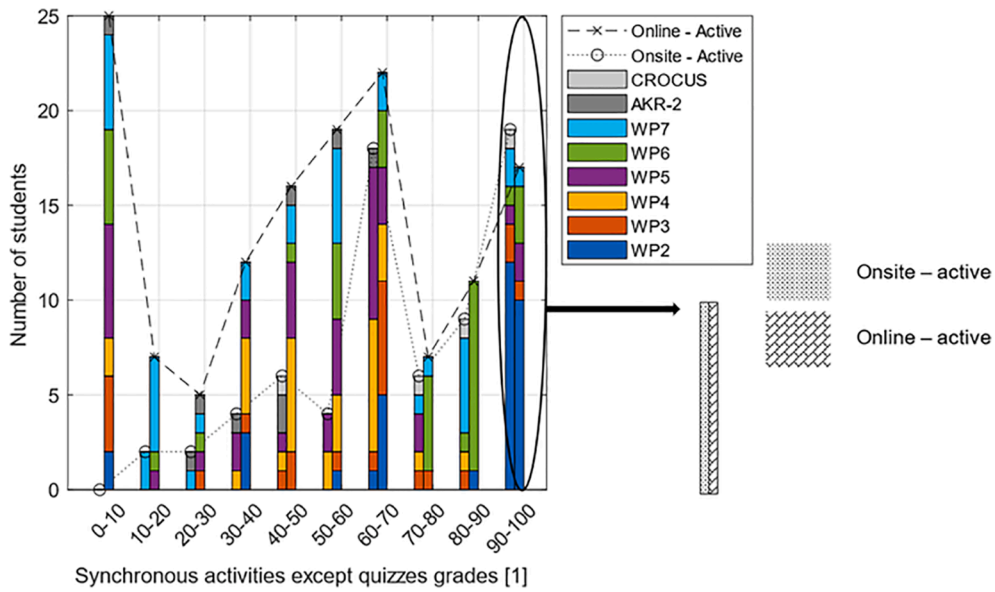 25
20
15
10
5
0
Number of students
0-10
10-20
20-30
30-40
40-50
50-60
60-70
70-80
80-90
90-100
Synchronous activities except quizzes grades [1]
Online - Active
Onsite - Active
CROCUS
AKR-2
WP7
WP6
WP5
WP4
WP3
WP2
Onsite – active
Online – active